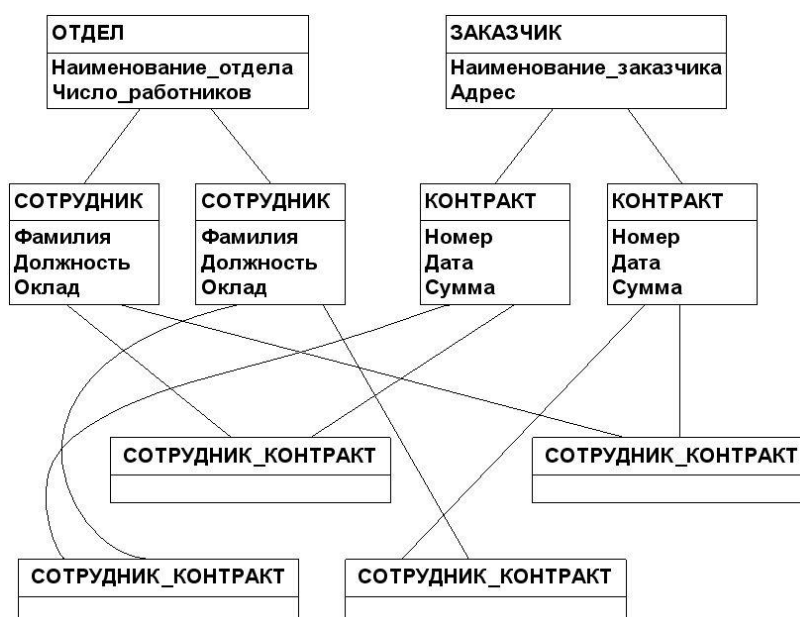 ОТДЕЛ
Наименование_отдела
Число_работников
ЗАКАЗЧИК
Наименование_заказчика
Адрес
СОТРУДНИК
Фамилия
Должность
Оклад
СОТРУДНИК
Фамилия
Должность
Оклад
КОНТРАКТ
Номер
Дата
Сумма
КОНТРАКТ
Номер
Дата
Сумма
СОТРУДНИК_КОНТРАКТ
СОТРУДНИК_КОНТРАКТ
СОТРУДНИК_КОНТРАКТ
СОТРУДНИК_КОНТРАКТ